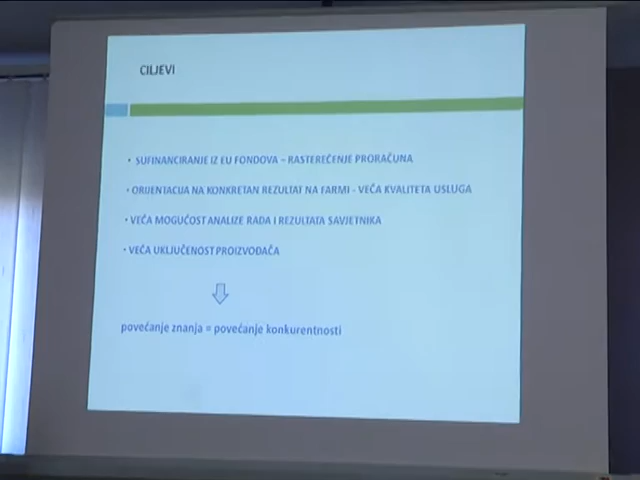 CILJEVI
• SUFINANCIRANJE IZ EU FONDOVA – RASTEREĆENJE PRORAČUNA
• ORIJENTACIJA NA KONKRETAN REZULTAT NA FARMI - VEĆA KVALITETA USLUGA
• VEĆA MOGUĆOST ANALIZE RADA I REZULTATA SAVJETNIKA
• VEĆA UKLJUČENOST PROIZVOĐAČA
povećanje znanja = povećanje konkurentnosti